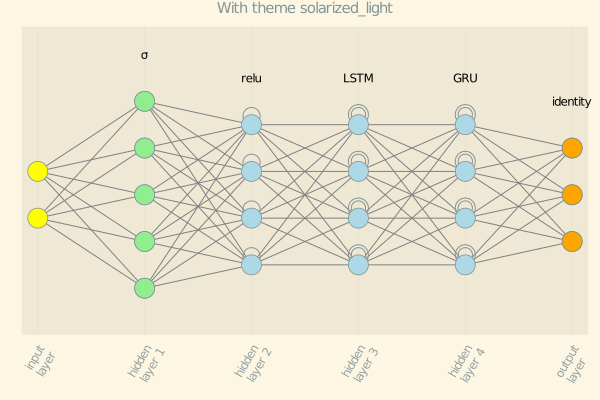 With theme solarized_light
σ
relu
LSTM
GRU
identity
input
layer
hidden
layer 1
hidden
layer 2
hidden
layer 3
hidden
layer 4
output
layer